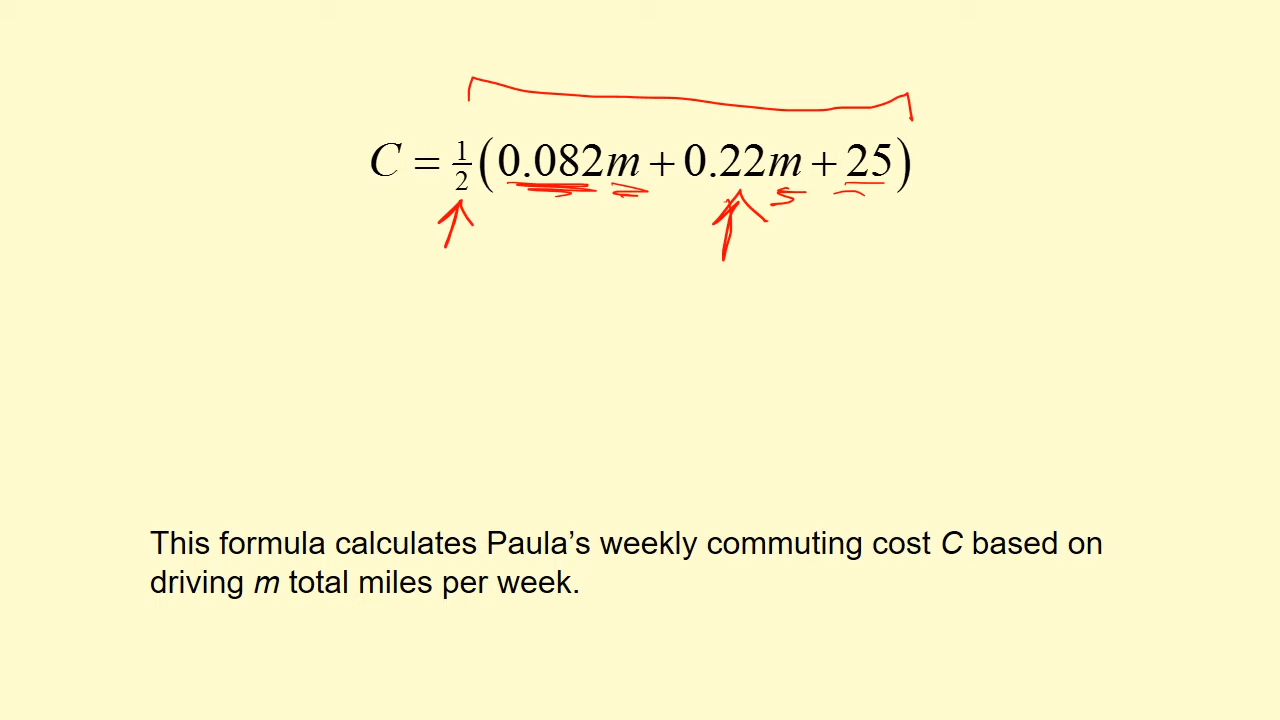 C = ½(0.082m + 0.22m + 25)
This formula calculates Paula’s weekly commuting cost C based on
driving m total miles per week.